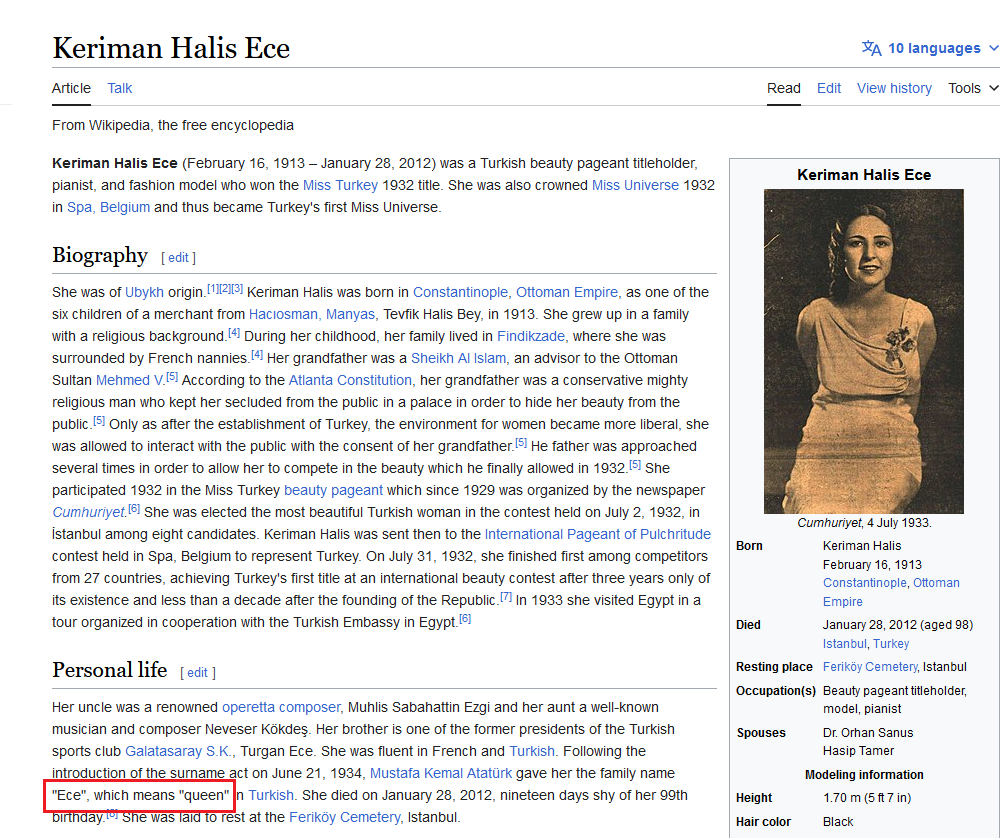 Keriman Halis Ece
10 languages
Article Talk
Read Edit View history Tools
From Wikipedia, the free encyclopedia
Keriman Halis Ece (February 16, 1913 – January 28, 2012) was a Turkish beauty pageant titleholder,
pianist, and fashion model who won the Miss Turkey 1932 title. She was also crowned Miss Universe 1932
in Spa, Belgium and thus became Turkey's first Miss Universe.
Biography [ edit ]
She was of Ubykh origin.[1][2][3] Keriman Halis was born in Constantinople, Ottoman Empire, as one of the
six children of a merchant from Hacıosman, Manyas, Tevfik Halis Bey, in 1913. She grew up in a family
with a religious background.[4] During her childhood, her family lived in Findikzade, where she was
surrounded by French nannies.[4] Her grandfather was a Sheikh Al Islam, an advisor to the Ottoman
Sultan Mehmed V.[5] According to the Atlanta Constitution, her grandfather was a conservative mighty
religious man who kept her secluded from the public in a palace in order to hide her beauty from the
public.[5] Only as after the establishment of Turkey, the environment for women became more liberal, she
was allowed to interact with the public with the consent of her grandfather.[5] He father was approached
several times in order to allow her to compete in the beauty which he finally allowed in 1932.[5] She
participated 1932 in the Miss Turkey beauty pageant which since 1929 was organized by the newspaper
Cumhuriyet.[6] She was elected the most beautiful Turkish woman in the contest held on July 2, 1932, in
İstanbul among eight candidates. Keriman Halis was sent then to the International Pageant of Pulchritude
contest held in Spa, Belgium to represent Turkey. On July 31, 1932, she finished first among competitors
from 27 countries, achieving Turkey's first title at an international beauty contest after three years only of
its existence and less than a decade after the founding of the Republic.[7] In 1933 she visited Egypt in a
tour organized in cooperation with the Turkish Embassy in Egypt.[6]
Personal life [ edit ]
Her uncle was a renowned operetta composer, Muhlis Sabahattin Ezgi and her aunt a well-known
musician and composer Neveser Kökdeş. Her brother is one of the former presidents of the Turkish
sports club Galatasaray S.K., Turgan Ece. She was fluent in French and Turkish. Following the
introduction of the surname act on June 21, 1934, Mustafa Kemal Atatürk gave her the family name
"Ece", which means "queen" in Turkish. She died on January 28, 2012, nineteen days shy of her 99th
birthday.[8] She was laid to rest at the Feriköy Cemetery, Istanbul.
Keriman Halis Ece
Cumhuriyet, 4 July 1933.
Born Keriman Halis
February 16, 1913
Constantinople, Ottoman
Empire
Died January 28, 2012 (aged 98)
Istanbul, Turkey
Resting place Feriköy Cemetery, Istanbul
Occupation(s) Beauty pageant titleholder,
model, pianist
Spouses Dr. Orhan Sanus
Hasip Tamer
Modeling information
Height 1.70 m (5 ft 7 in)
Hair color Black